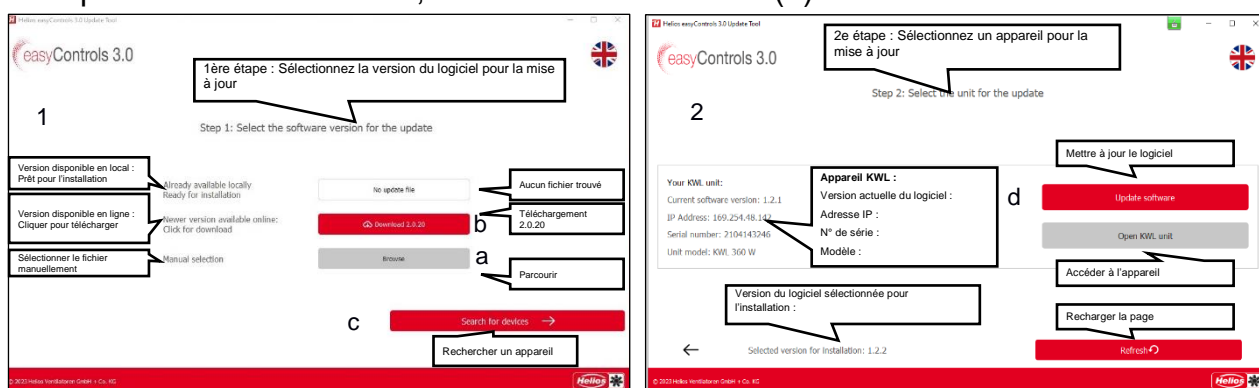 Helios easyControls 3.0 Update Tool
easyControls 3.0
1ère étape : Sélectionnez la version du logiciel pour la mise
à jour
1
Step 1: Select the software version for the update
Version disponible en local :
Prêt pour l'installation
Already available locally
Ready for installation
No update file
Aucun fichier trouvé
Version disponible en ligne :
Cliquer pour télécharger
Newer version available online:
Click for download
Download 2.0.20
b
Téléchargement
2.0.20
Sélectionner le fichier
manuellement
Manual selection
Browse
a
Parcourir
c
Search for devices
Rechercher un appareil
© 2023 Helios Ventilatoren GmbH + Co. KG
Helios
Helios easyControls 3.0 Update Tool
easyControls 3.0
2e étape : Sélectionnez un appareil pour la
mise à jour
Step 2: Select the unit for the update
2
Mettre à jour le logiciel
Your KWL unit:
Current software version: 1.2.1
IP Address: 169.254.48.142
Serial number: 2104143246
Unit model: KWL 360 W
Appareil KWL :
Version actuelle du logiciel :
Adresse IP :
N° de série :
Modèle :
d
Update software
Open KWL unit
Accéder à l'appareil
Version du logiciel sélectionnée pour
l'installation :
Recharger la page
Selected version for Installation: 1.2.2
Refresh
© 2023 Helios Ventilatoren GmbH + Co. KG
Helios